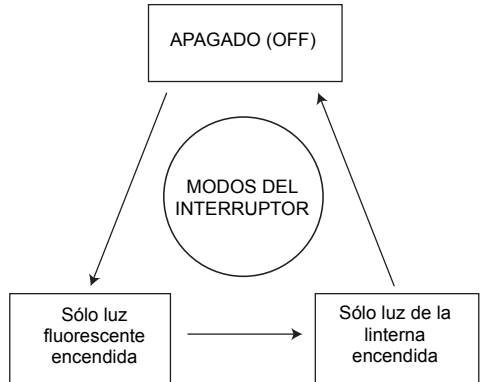 APAGADO (OFF)
MODOS DEL
INTERRUPTOR
Sólo luz
fluorescente
encendida
Sólo luz de la
linterna
encendida